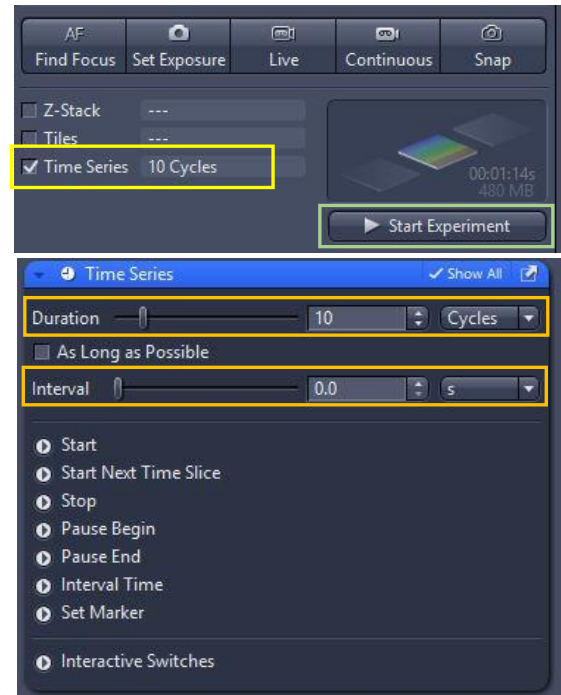 AF
Find Focus Set Exposure Live Continuous Snap
Z-Stack ---
Tiles ---
Time Series 10 Cycles
00:01:14s
480 MB
Start Experiment
Time Series Show All
Duration 10 Cycles
As Long as Possible
Interval 0.0 s
Start
Start Next Time Slice
Stop
Pause Begin
Pause End
Interval Time
Set Marker
Interactive Switches